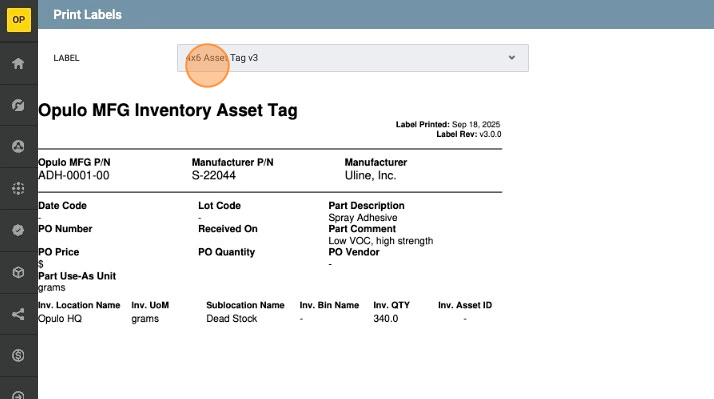 OP
Print Labels
LABEL
4x6 Asset Tag v3
Opulo MFG Inventory Asset Tag
Label Printed: Sep 18, 2025
Label Rev: v3.0.0
Opulo MFG P/N Manufacturer P/N Manufacturer
ADH-0001-00 S-22044 Uline, Inc.
Date Code Lot Code Part Description
- - Spray Adhesive
PO Number Received On Part Comment
Low VOC, high strength
PO Price PO Quantity PO Vendor
$ -
Part Use-As Unit
grams
Inv. Location Name Inv. UoM Sublocation Name Inv. Bin Name Inv. QTY Inv. Asset ID
Opulo HQ grams Dead Stock - 340.0 -